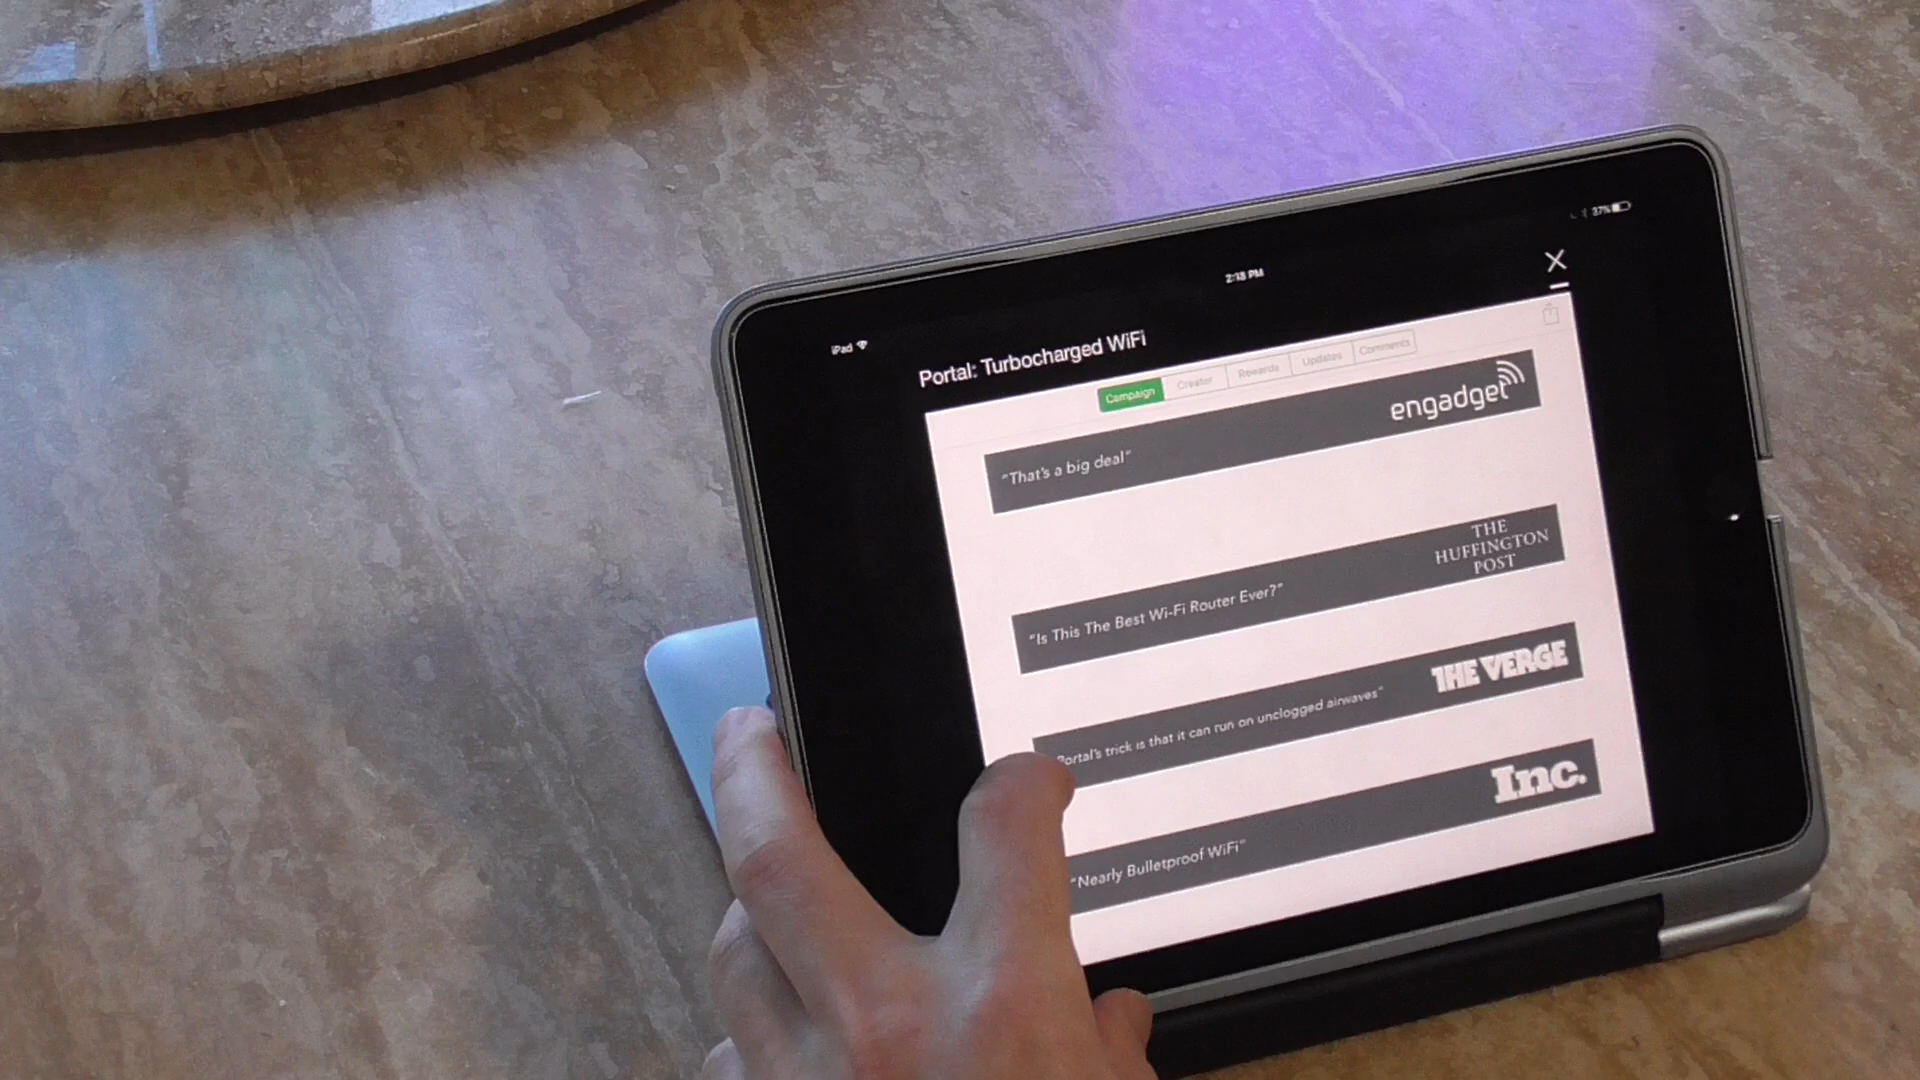 37%
2:18 PM
iPad
Portal: Turbocharged WiFi
Campaign
Creator
Rewards
Updates
Comments
engadget
"That's a big deal"
THE
HUFFINGTON
POST
"Is This The Best Wi-Fi Router Ever?"
THE VERGE
Portal's trick is that it can run on unclogged airwaves"
Inc.
"Nearly Bulletproof WiFi"